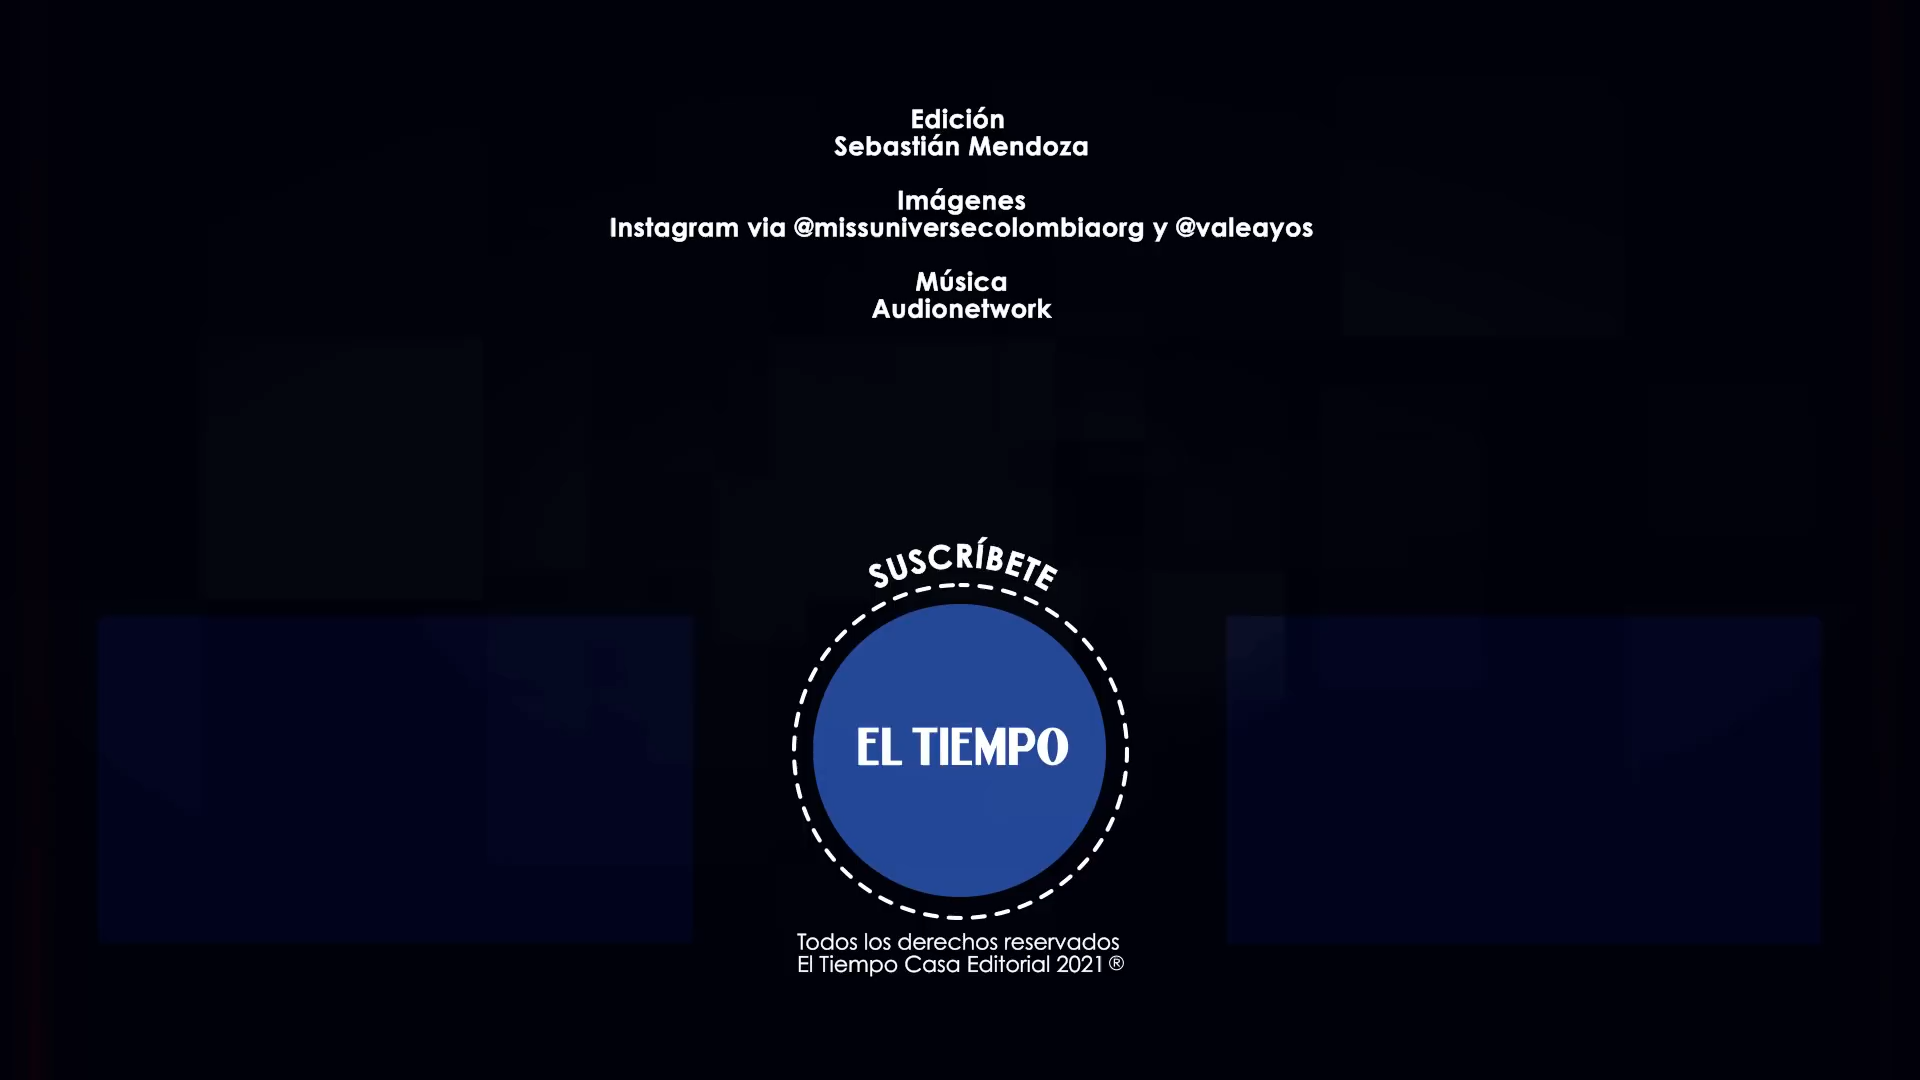 Edición
Sebastián Mendoza
Imágenes
Instagram via @missuniversecolombiaorg y @valeayos
Música
Audionetwork
SUSCRÍBETE
EL TIEMPO
Todos los derechos reservados
El Tiempo Casa Editorial 2021 ®